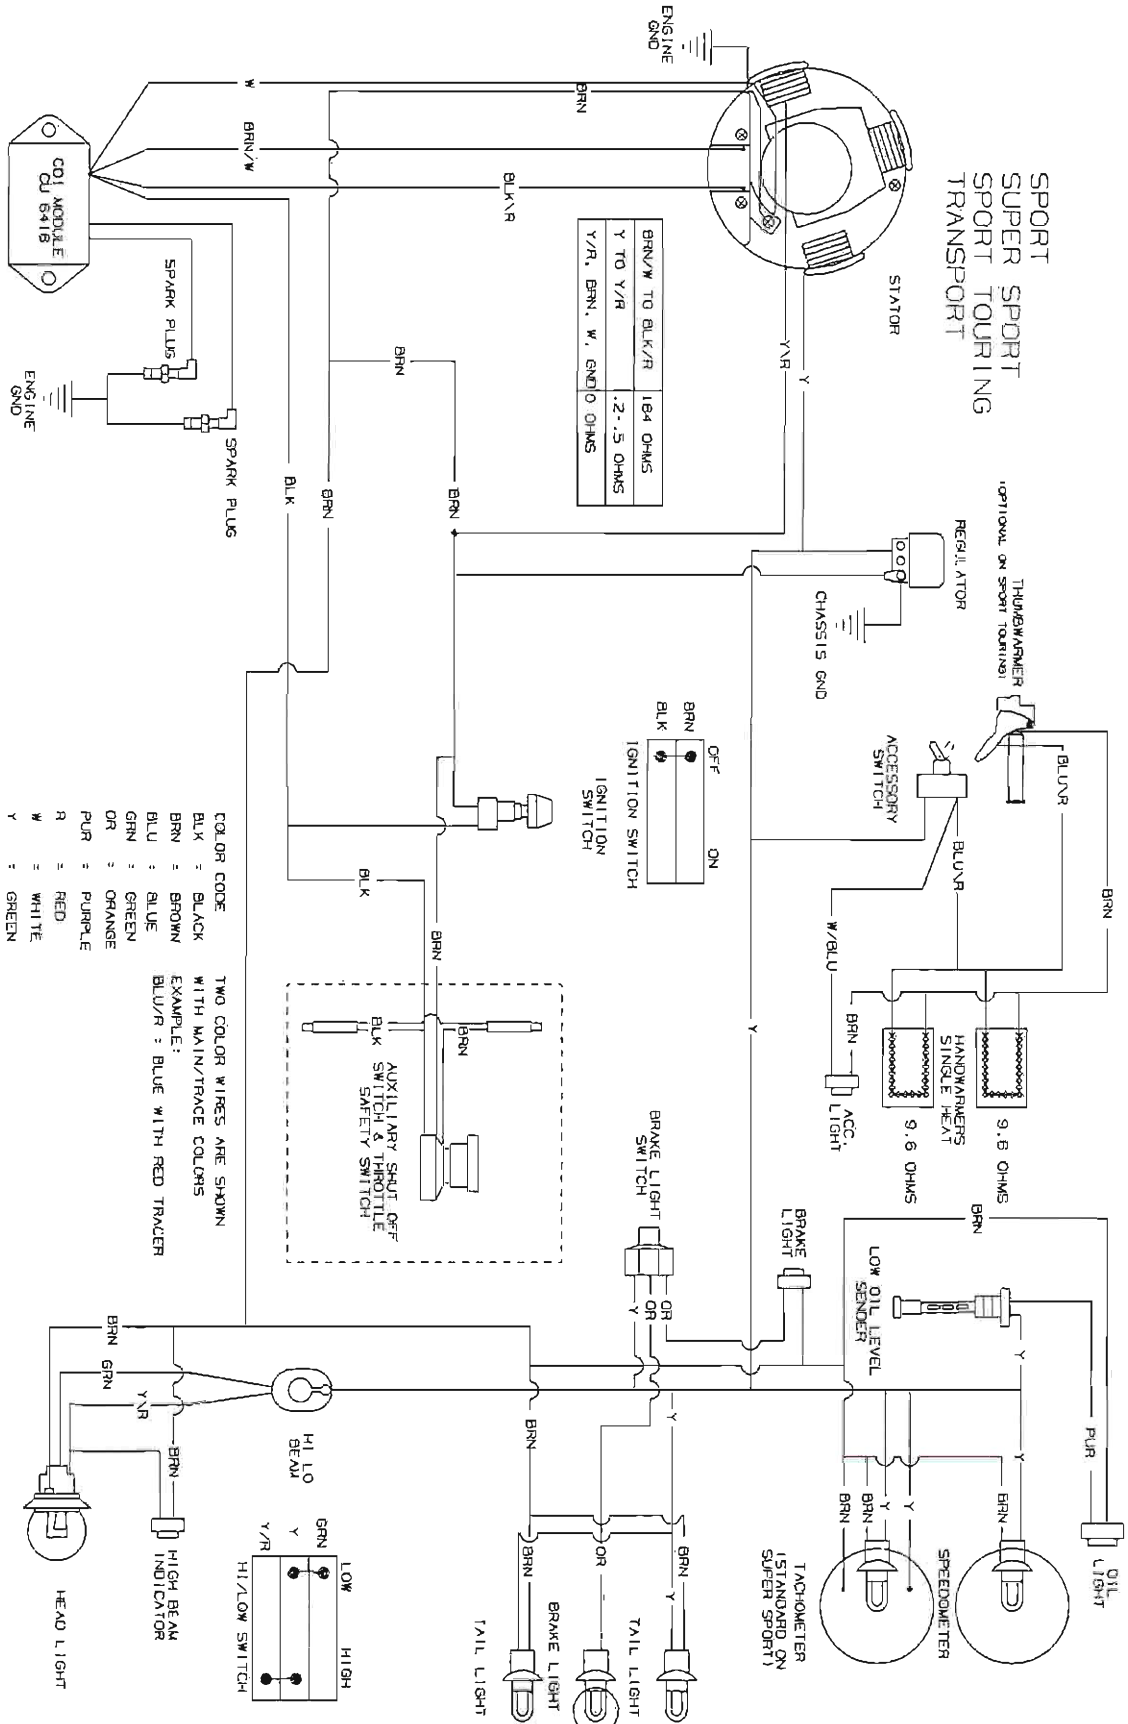 SPORT
SUPER SPORT
SPORT TOURING
TRANSPORT
ENGINE
GND
STATOR
W
BRN
BRN/W
BLK\R
Y\R
Y
BRN/W TO BLK/R 184 OHMS
Y TO Y/R .2-.5 OHMS
Y/R, BRN, W, GND 0 OHMS
CDI MODULE
CU 6416
SPARK PLUG
SPARK PLUG
ENGINE
GND
BRN
BLK
BRN
BRN
REGULATOR
CHASSIS GND
THUMBWARMER
(OPTIONAL ON SPORT TOURING)
BLU\R
BRN
ACCESSORY
SWITCH
BLU\R
W/BLU
BRN
ACC.
LIGHT
HANDWARMERS
SINGLE HEAT
9.6 OHMS
9.6 OHMS
OFF ON
BRN
BLK
IGNITION SWITCH
IGNITION
SWITCH
BLK
BRN
Y
BLK
BRN
AUXILIARY SHUT OFF
SWITCH & THROTTLE
SAFETY SWITCH
COLOR CODE
BLK = BLACK
BRN = BROWN
BLU = BLUE
GRN = GREEN
OR = ORANGE
PUR = PURPLE
R = RED
W = WHITE
Y = GREEN
TWO COLOR WIRES ARE SHOWN
WITH MAIN/TRACE COLORS
EXAMPLE:
BLU/R = BLUE WITH RED TRACER
BRAKE LIGHT
SWITCH
OR
OR
Y
BRAKE
LIGHT
LOW OIL LEVEL
SENDER
BRN
Y
PUR
OIL
LIGHT
BRN
GRN
Y\R
BRN
HI LO
BEAM
BRN
Y
Y
BRN
BRN
Y
Y
BRN
SPEEDOMETER
TACHOMETER
(STANDARD ON
SUPER SPORT)
BRN
OR
BRN
Y
TAIL LIGHT
BRAKE LIGHT
TAIL LIGHT
LOW HIGH
GRN
Y
Y/R
HI/LOW SWITCH
HIGH BEAM
INDICATOR
HEAD LIGHT